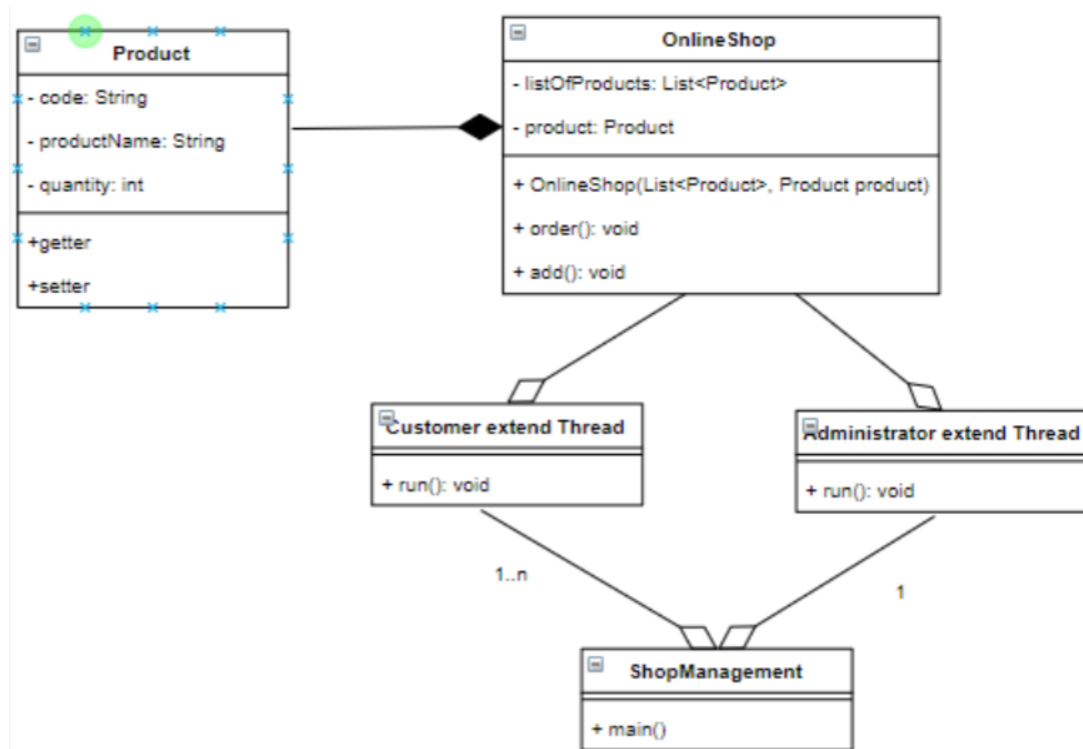 Product
- code: String
- productName: String
- quantity: int
+getter
+setter
OnlineShop
- listOfProducts: List<Product>
- product: Product
+ OnlineShop(List<Product>, Product product)
+ order(): void
+ add(): void
Customer extend Thread
+ run(): void
Administrator extend Thread
+ run(): void
1..n
1
ShopManagement
+ main()